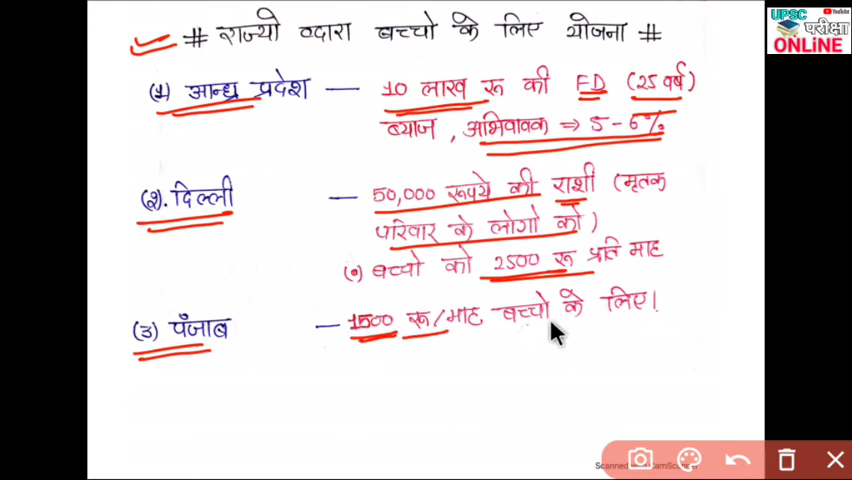 UPSC YouTube
परीक्षा
ONLiNE
# राज्यो व्दारा बच्चो के लिए योजना #
(1) आन्ध्र प्रदेश — 10 लाख रू की FD (25 वर्ष)
ब्याज , अभिवावक ⇒ 5 - 6%
(2). दिल्ली — 50,000 रूपये की राशी (मृतक
परिवार के लोगो को)
(०) बच्चो को 2500 रू प्रति माह
(3) पंजाब — 1500 रू/माह बच्चो के लिए।